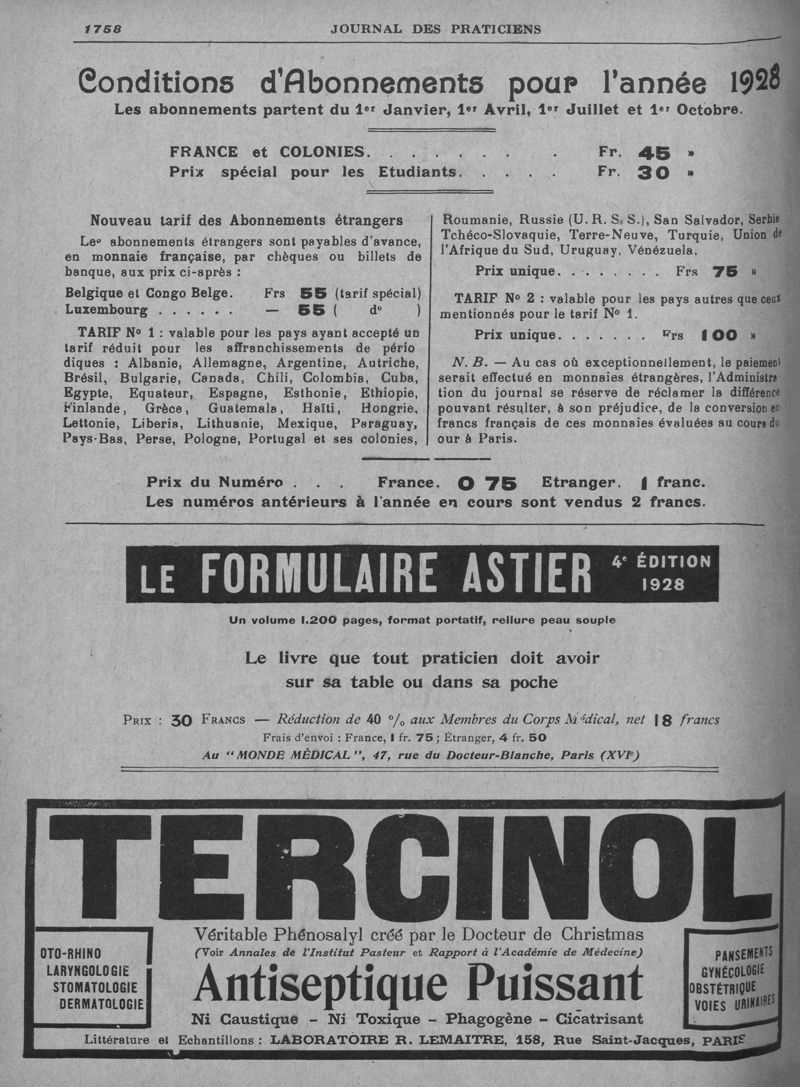 1758
JOURNAL DES PRATICIENS
Conditions d'Abonnements pour l'année 1928
Les abonnements partent du 1er Janvier, 1er Avril, 1er Juillet et 1er Octobre.
FRANCE et COLONIES. . . . . . . . Fr. 45 »
Prix spécial pour les Etudiants. . . . . Fr. 30 »
Nouveau tarif des Abonnements étrangers
Les abonnements étrangers sont payables d'avance,
en monnaie française, par chèques ou billets de
banque, aux prix ci-après :
Belgique et Congo Belge. Frs 55 (tarif spécial)
Luxembourg . . . . . . — 55 ( do )
TARIF No 1 : valable pour les pays ayant accepté un
tarif réduit pour les affranchissements de pério
diques : Albanie, Allemagne, Argentine, Autriche,
Brésil, Bulgarie, Canada, Chili, Colombia, Cuba,
Egypte, Equateur, Espagne, Esthonie, Ethiopie,
Finlande, Grèce, Guatemala, Haïti, Hongrie,
Lettonie, Liberia, Lithuanie, Mexique, Paraguay,
Pays-Bas, Perse, Pologne, Portugal et ses colonies,
Roumanie, Russie (U. R. S. S.), San Salvador, Serbie
Tchéco-Slovaquie, Terre-Neuve, Turquie, Union de
l'Afrique du Sud, Uruguay, Vénézuela.
Prix unique. . . . . . . . Frs 75 »
TARIF No 2 : valable pour les pays autres que ceux
mentionnés pour le tarif No 1.
Prix unique. . . . . . . Frs 100 »
N. B. — Au cas où exceptionnellement, le paiement
serait effectué en monnaies étrangères, l'Administra
tion du journal se réserve de réclamer la différence
pouvant résulter, à son préjudice, de la conversion en
francs français de ces monnaies évaluées au cours du
our à Paris.
Prix du Numéro . . . France. 0 75 Etranger. 1 franc.
Les numéros antérieurs à l'année en cours sont vendus 2 francs.
LE FORMULAIRE ASTIER 4e ÉDITION
1928
Un volume 1.200 pages, format portatif, reliure peau souple
Le livre que tout praticien doit avoir
sur sa table ou dans sa poche
PRIX : 30 FRANCS — Réduction de 40 % aux Membres du Corps Médical, net 18 francs
Frais d'envoi : France, 1 fr. 75 ; Étranger, 4 fr. 50
Au “MONDE MÉDICAL”, 47, rue du Docteur-Blanche, Paris (XVIe)
TERCINOL
Véritable Phénosalyl créé par le Docteur de Christmas
(Voir Annales de l'Institut Pasteur et Rapport à l'Académie de Médecine)
Antiseptique Puissant
Ni Caustique - Ni Toxique - Phagogène - Cicatrisant
OTO-RHINO
LARYNGOLOGIE
STOMATOLOGIE
DERMATOLOGIE
PANSEMENTS
GYNÉCOLOGIE
OBSTÉTRIQUE
VOIES URINAIRES
Littérature et Echantillons : LABORATOIRE R. LEMAITRE, 158, Rue Saint-Jacques, PARIS